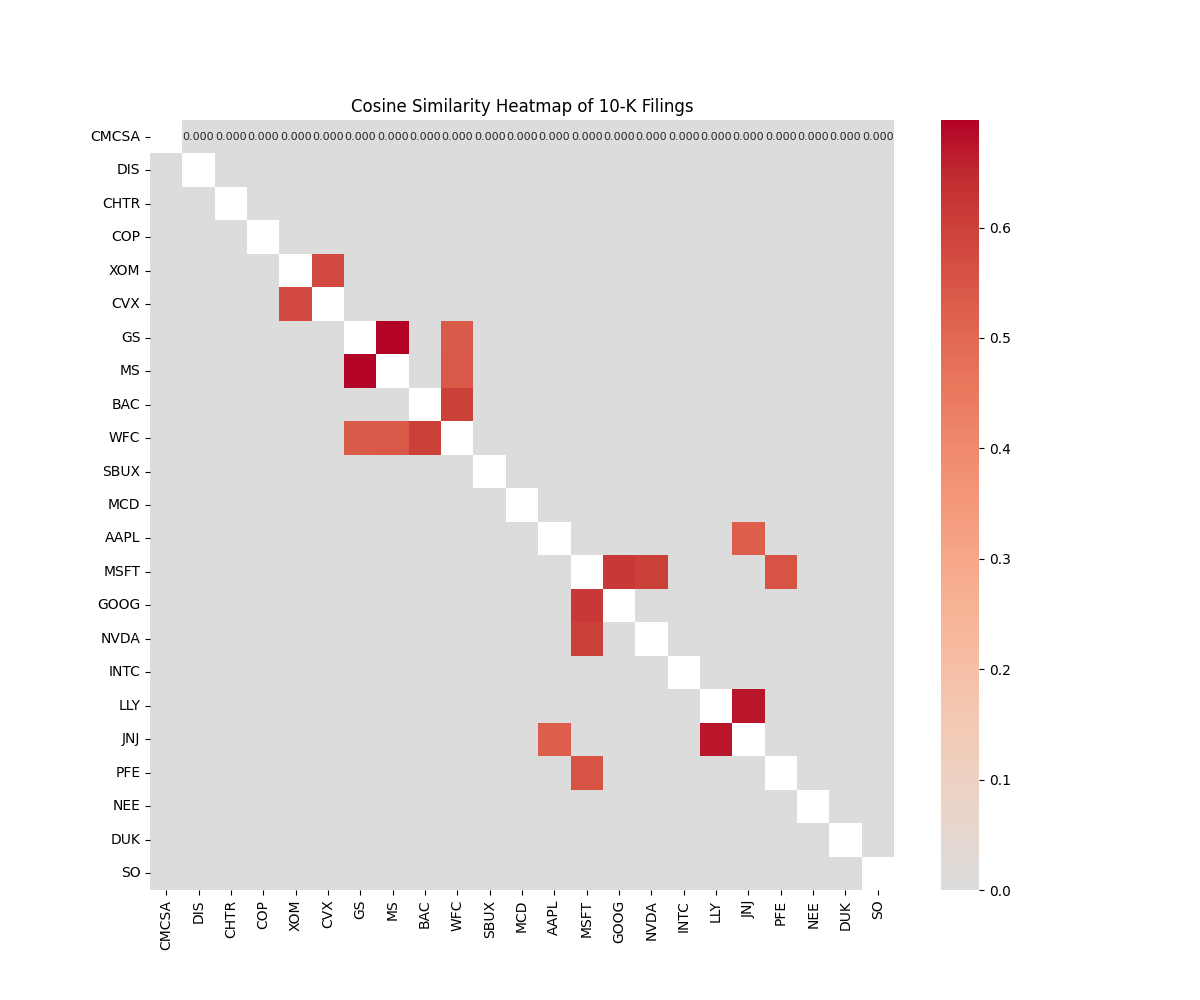 Cosine Similarity Heatmap of 10-K Filings
CMCSA 0.000 0.000 0.000 0.000 0.000 0.000 0.000 0.000 0.000 0.000 0.000 0.000 0.000 0.000 0.000 0.000 0.000 0.000 0.000 0.000 0.000 0.000
DIS
CHTR
COP
XOM
CVX
GS
MS
BAC
WFC
SBUX
MCD
AAPL
MSFT
GOOG
NVDA
INTC
LLY
JNJ
PFE
NEE
DUK
SO
CMCSA DIS CHTR COP XOM CVX GS MS BAC WFC SBUX MCD AAPL MSFT GOOG NVDA INTC LLY JNJ PFE NEE DUK SO
0.6
0.5
0.4
0.3
0.2
0.1
0.0